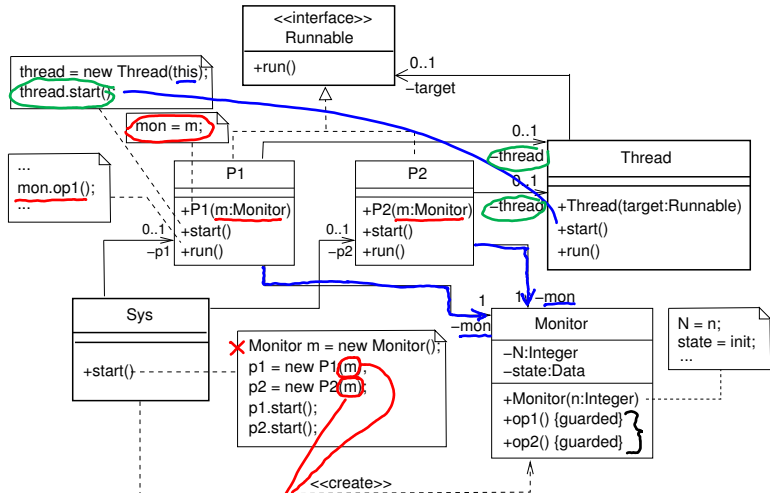 <<interface>>
Runnable
+run()
0..1
−target
thread = new Thread(this);
thread.start()
mon = m;
...
mon.op1();
...
P1
+P1(m:Monitor)
+start()
+run()
P2
+P2(m:Monitor)
+start()
+run()
0..1
−thread
0..1
−thread
Thread
+Thread(target:Runnable)
+start()
+run()
0..1
−p1
0..1
−p2
Sys
+start()
Monitor m = new Monitor();
p1 = new P1(m);
p2 = new P2(m);
p1.start();
p2.start();
1
−mon
1
−mon
Monitor
−N:Integer
−state:Data
+Monitor(n:Integer)
+op1() {guarded}
+op2() {guarded}
N = n;
state = init;
...
<<create>>